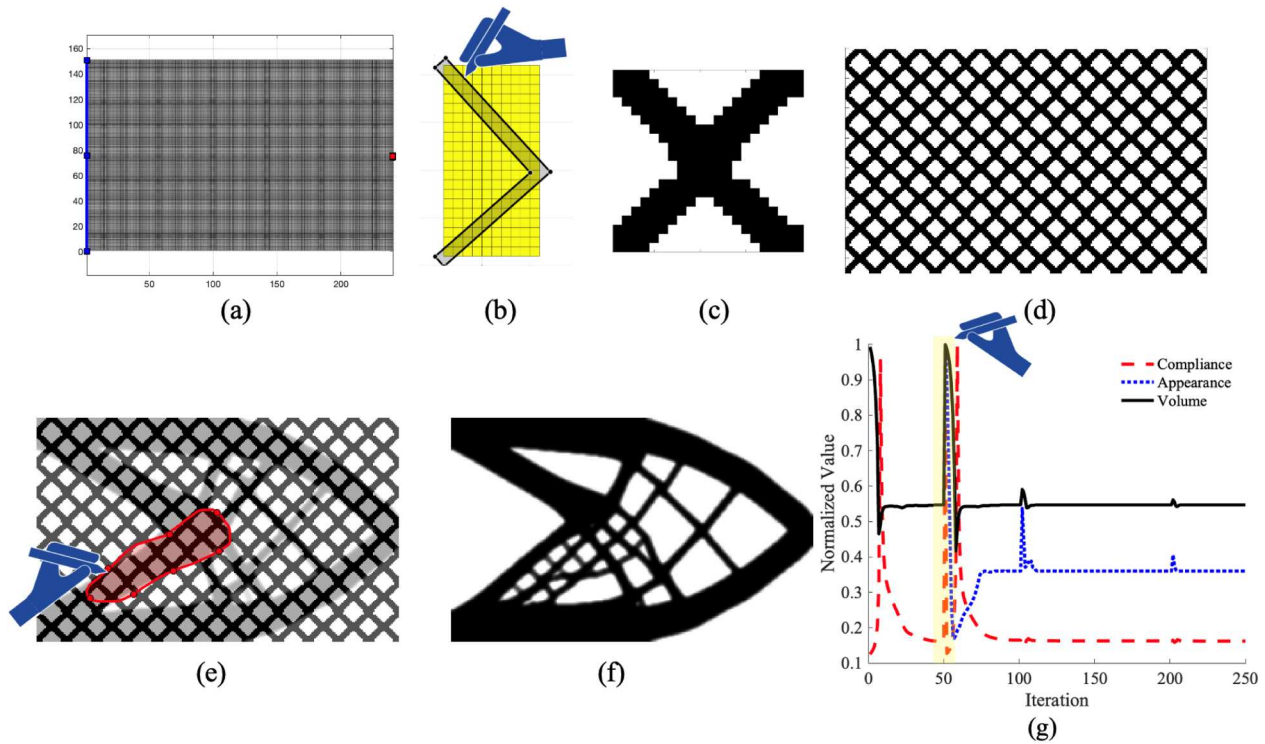 160
140
120
100
80
60
40
20
0
50
100
150
200
(a)
(b)
(c)
(d)
(e)
(f)
1
0.9
0.8
0.7
0.6
0.5
0.4
0.3
0.2
0.1
Normalized Value
Compliance
Appearance
Volume
0
50
100
150
200
250
Iteration
(g)